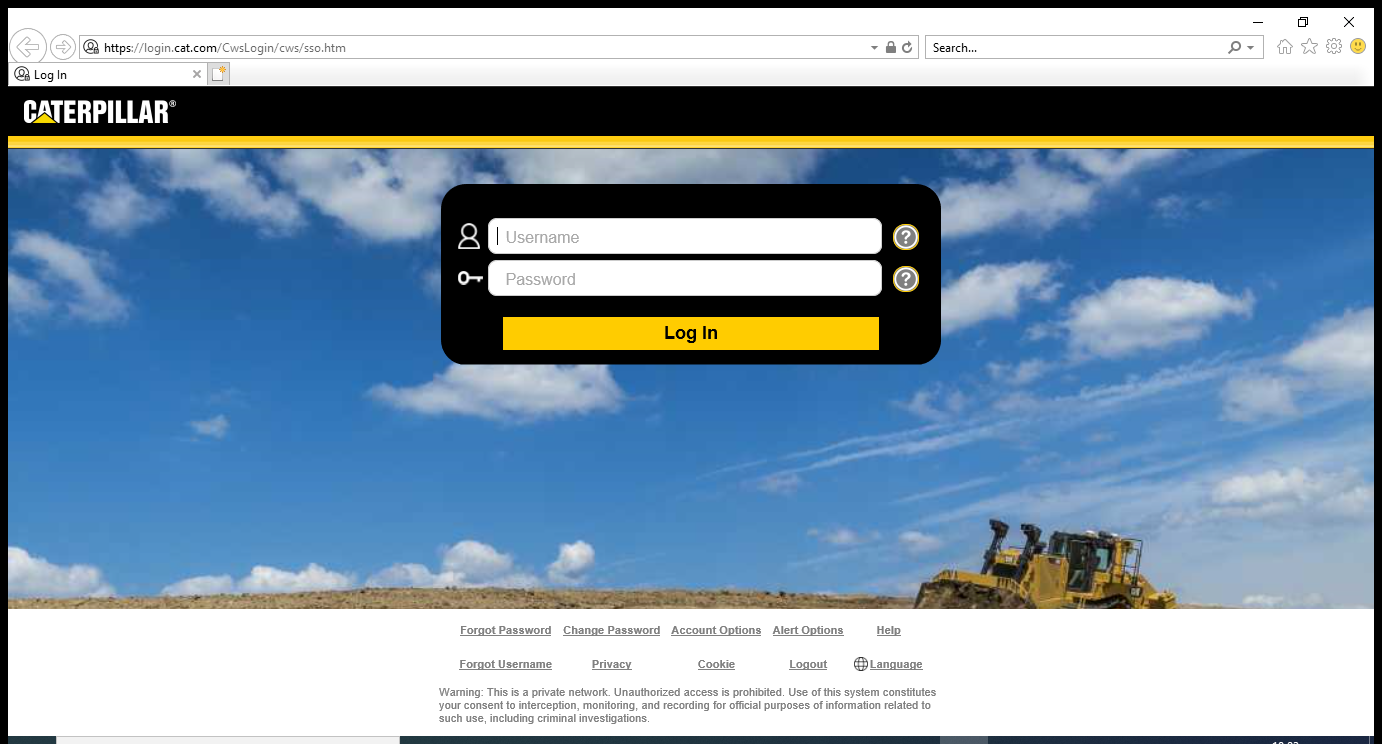 https://login.cat.com/CwsLogin/cws/sso.htm
Search...
Log In
CATERPILLAR®
Username
?
Password
?
Log In
Forgot Password Change Password Account Options Alert Options Help
Forgot Username Privacy Cookie Logout Language
Warning: This is a private network. Unauthorized access is prohibited. Use of this system constitutes
your consent to interception, monitoring, and recording for official purposes of information related to
such use, including criminal investigations.